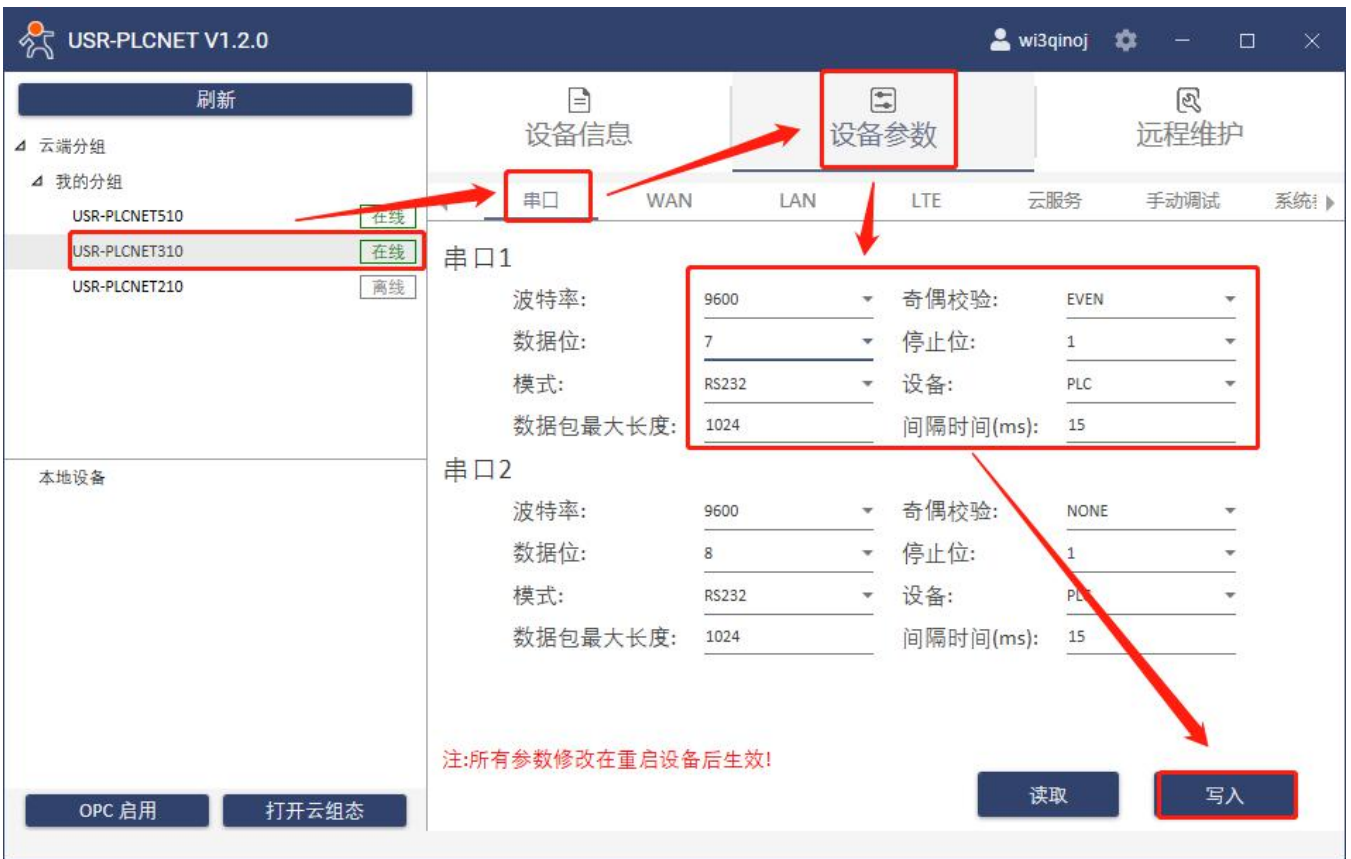 USR-PLCNET V1.2.0
wi3qinoj
刷新
云端分组
我的分组
USR-PLCNET510 在线
USR-PLCNET310 在线
USR-PLCNET210 离线
本地设备
OPC 启用 打开云组态
设备信息 设备参数 远程维护
串口 WAN LAN LTE 云服务 手动调试
串口1
波特率: 9600 奇偶校验: EVEN
数据位: 7 停止位: 1
模式: RS232 设备: PLC
数据包最大长度: 1024 间隔时间(ms): 15
串口2
波特率: 9600 奇偶校验: NONE
数据位: 8 停止位: 1
模式: RS232 设备: PLC
数据包最大长度: 1024 间隔时间(ms): 15
注:所有参数修改在重启设备后生效!
读取 写入